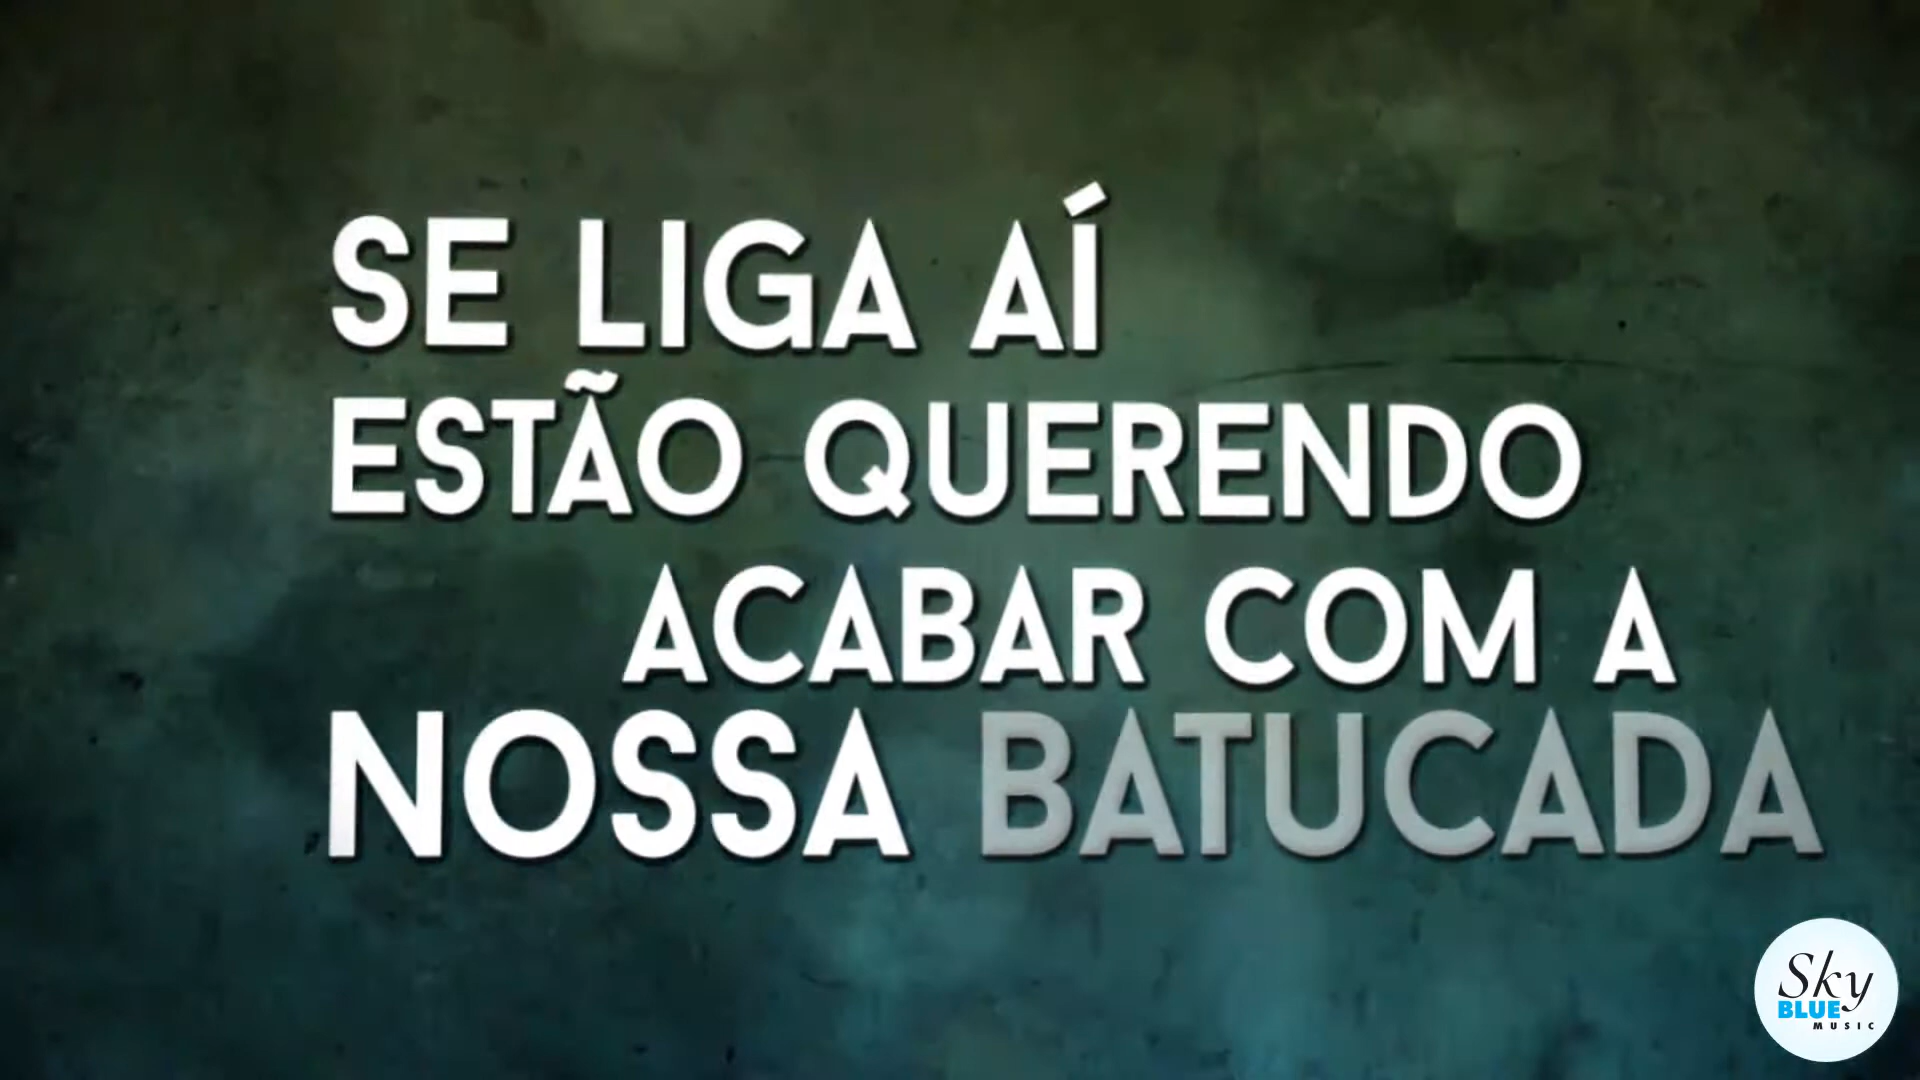 SE LIGA AÍ
ESTÃO QUERENDO
ACABAR COM A
NOSSA BATUCADA
Sky
BLUE
MUSIC